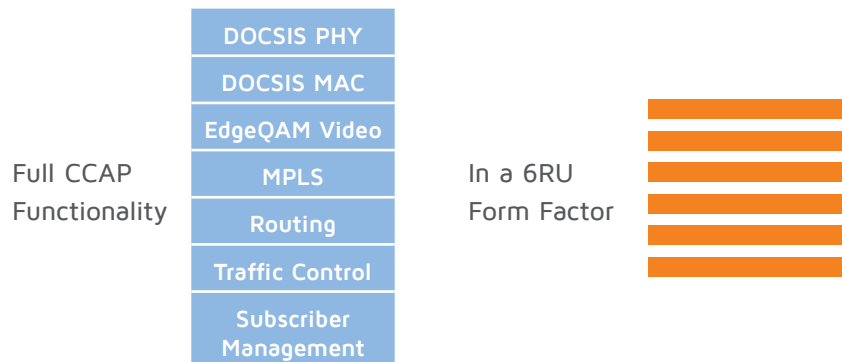 Full CCAP
Functionality
DOCSIS PHY
DOCSIS MAC
EdgeQAM Video
MPLS
Routing
Traffic Control
Subscriber
Management
In a 6RU
Form Factor